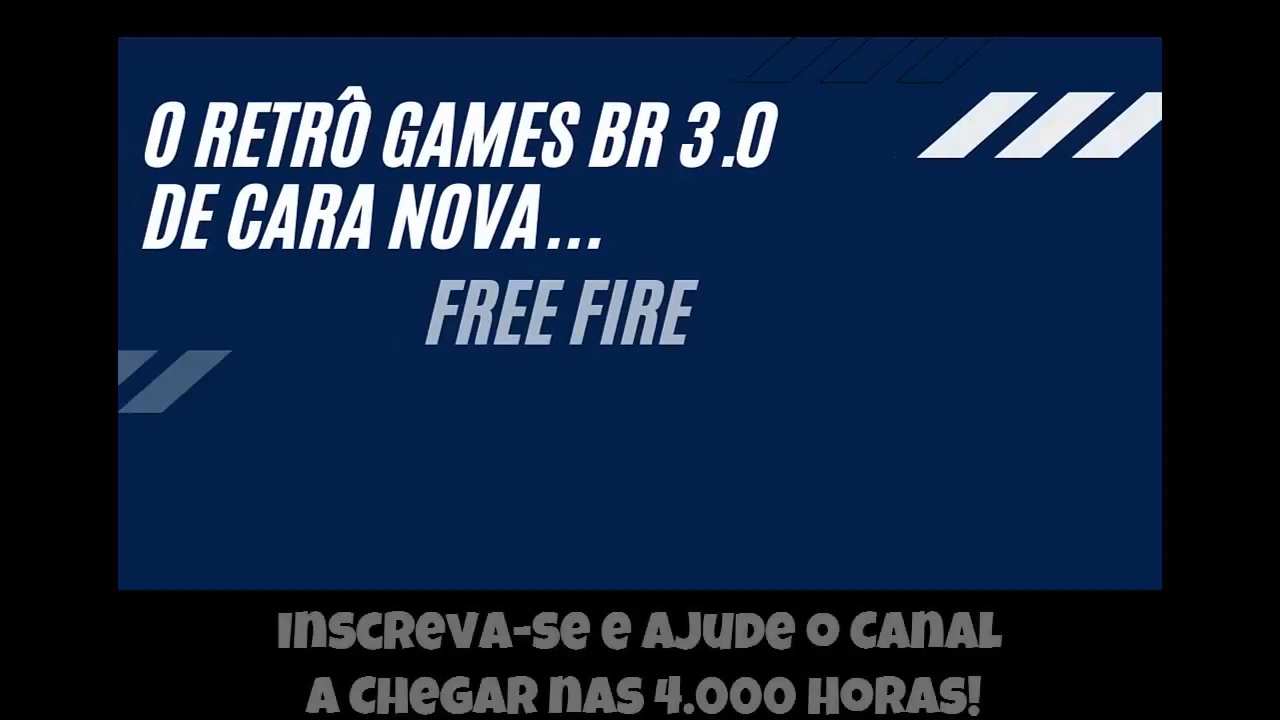 O RETRÔ GAMES BR 3.0
DE CARA NOVA...
FREE FIRE
INSCREVA-SE E AJUDE O CANAL
A CHEGAR NAS 4.000 HORAS!